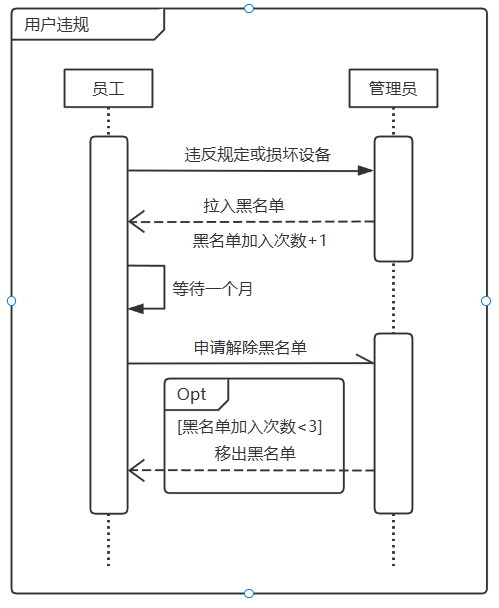 用户违规
员工
管理员
违反规定或损坏设备
拉入黑名单
黑名单加入次数+1
等待一个月
申请解除黑名单
Opt
[黑名单加入次数<3]
移出黑名单